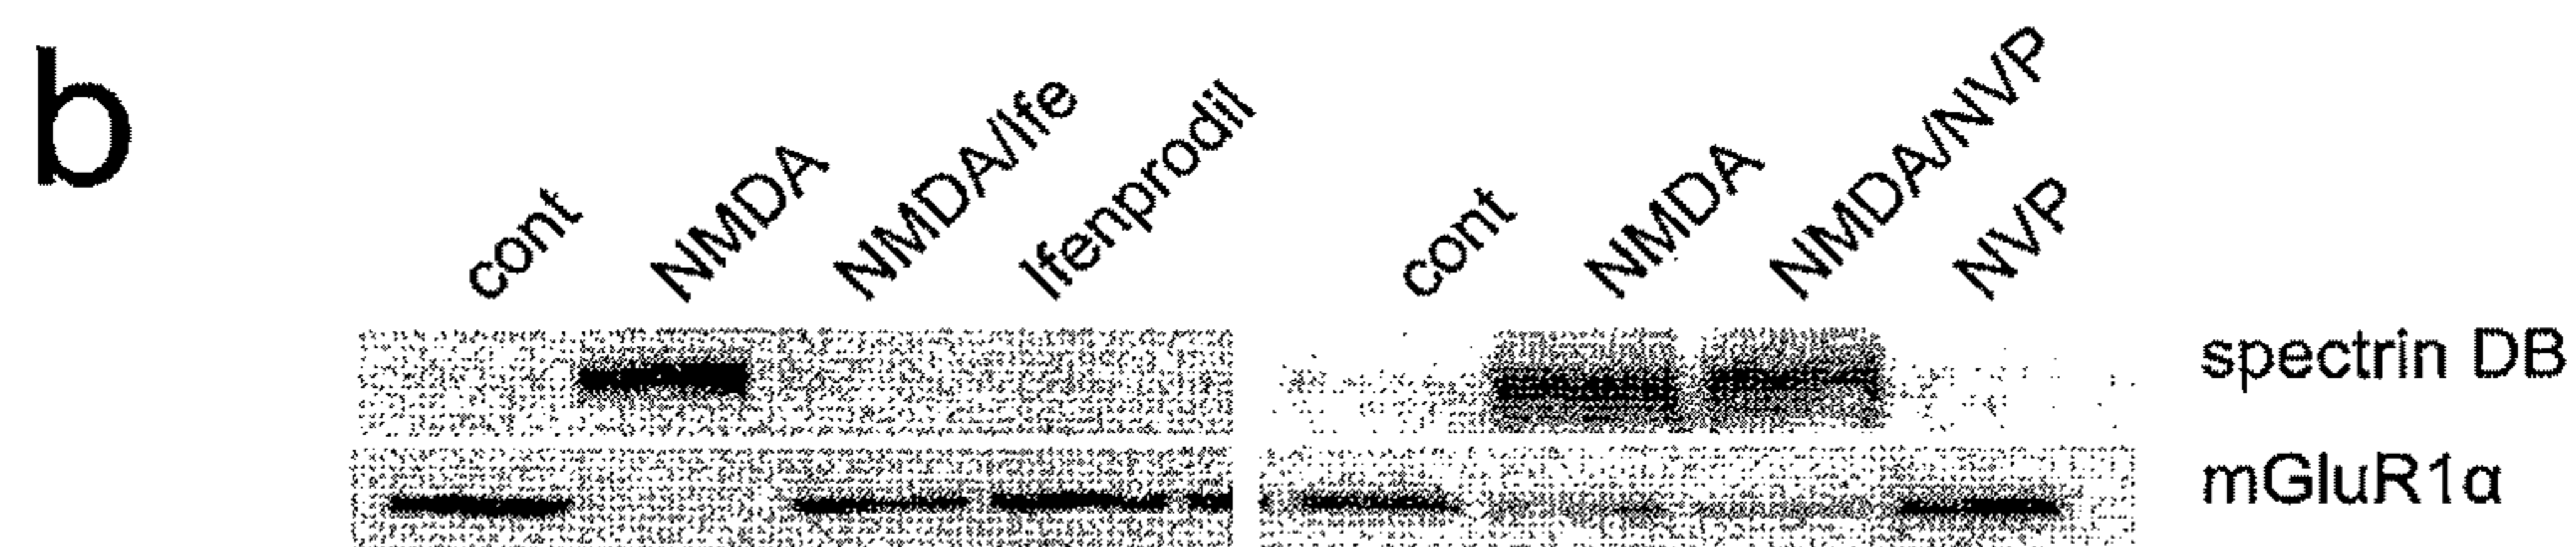 b
cont NMDA NMDA/Ife Ifenprodil cont NMDA NMDA/NVP NVP
spectrin DB
mGluR1α